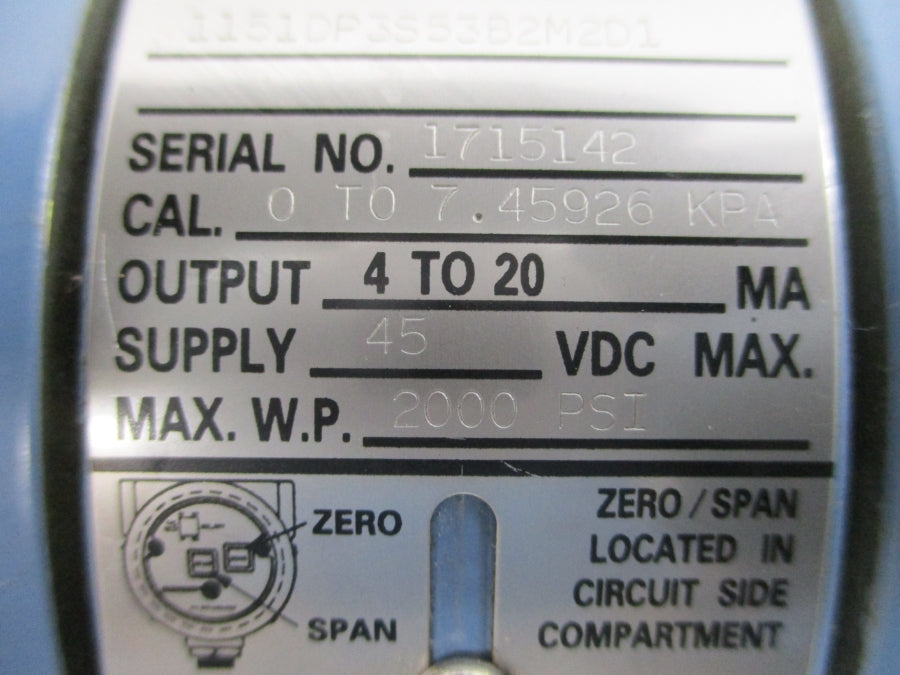 1151DP3S53B2M2D1
SERIAL NO. 1715142
CAL. 0 TO 7.45926 KPA
OUTPUT 4 TO 20 MA
SUPPLY 45 VDC MAX.
MAX. W.P. 2000 PSI
ZERO
SPAN
ZERO / SPAN
LOCATED IN
CIRCUIT SIDE
COMPARTMENT